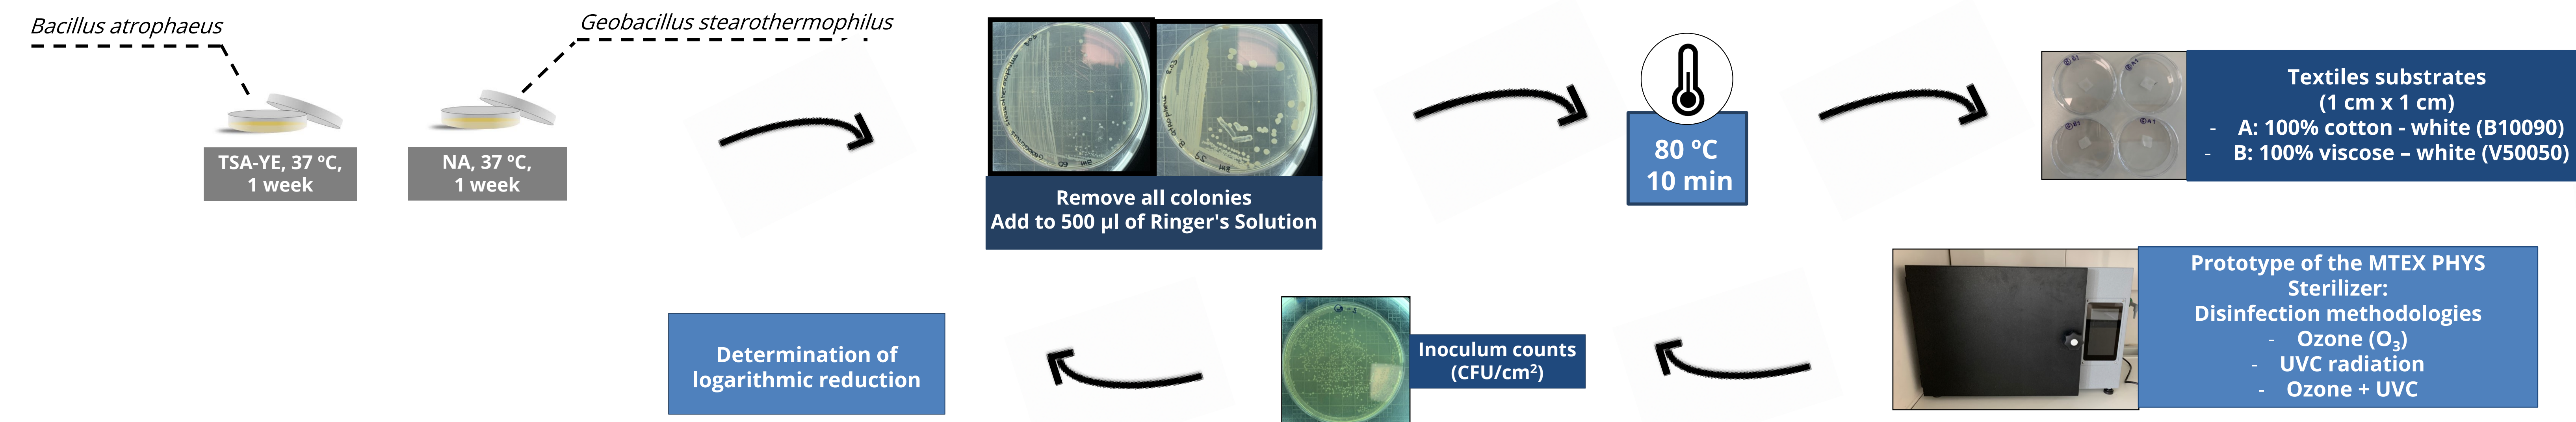 Bacillus atrophaeus
Geobacillus stearothermophilus
TSA-YE, 37 ºC,
1 week
NA, 37 ºC,
1 week
Remove all colonies
Add to 500 µl of Ringer's Solution
80 ºC
10 min
Textiles substrates
(1 cm x 1 cm)
- A: 100% cotton - white (B10090)
- B: 100% viscose – white (V50050)
Prototype of the MTEX PHYS
Sterilizer:
Disinfection methodologies
- Ozone (O₃)
- UVC radiation
- Ozone + UVC
Inoculum counts
(CFU/cm²)
Determination of
logarithmic reduction